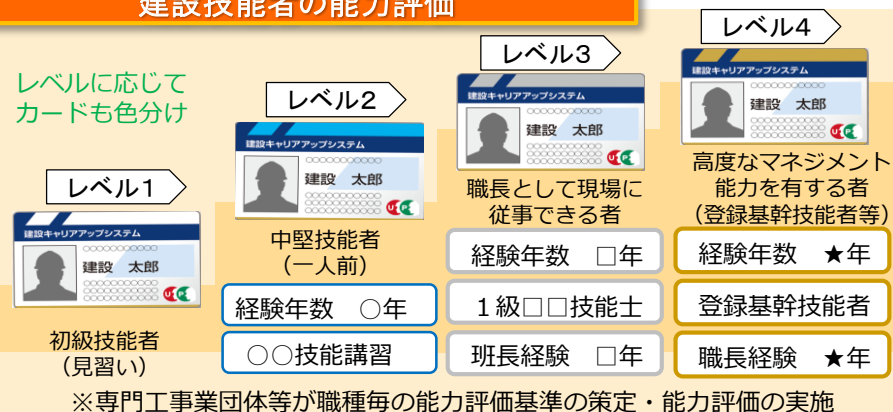 建設技能者の能力評価
レベルに応じて
カードも色分け
レベル1
建設キャリアアップシステム
建設 太郎
初級技能者
(見習い)
レベル2
建設キャリアアップシステム
建設 太郎
中堅技能者
(一人前)
経験年数 ○年
○○技能講習
レベル3
建設キャリアアップシステム
建設 太郎
職長として現場に
従事できる者
経験年数 □年
1級□□技能士
班長経験 □年
レベル4
建設キャリアアップシステム
建設 太郎
高度なマネジメント
能力を有する者
(登録基幹技能者等)
経験年数 ★年
登録基幹技能者
職長経験 ★年
※専門工事業団体等が職種毎の能力評価基準の策定・能力評価の実施